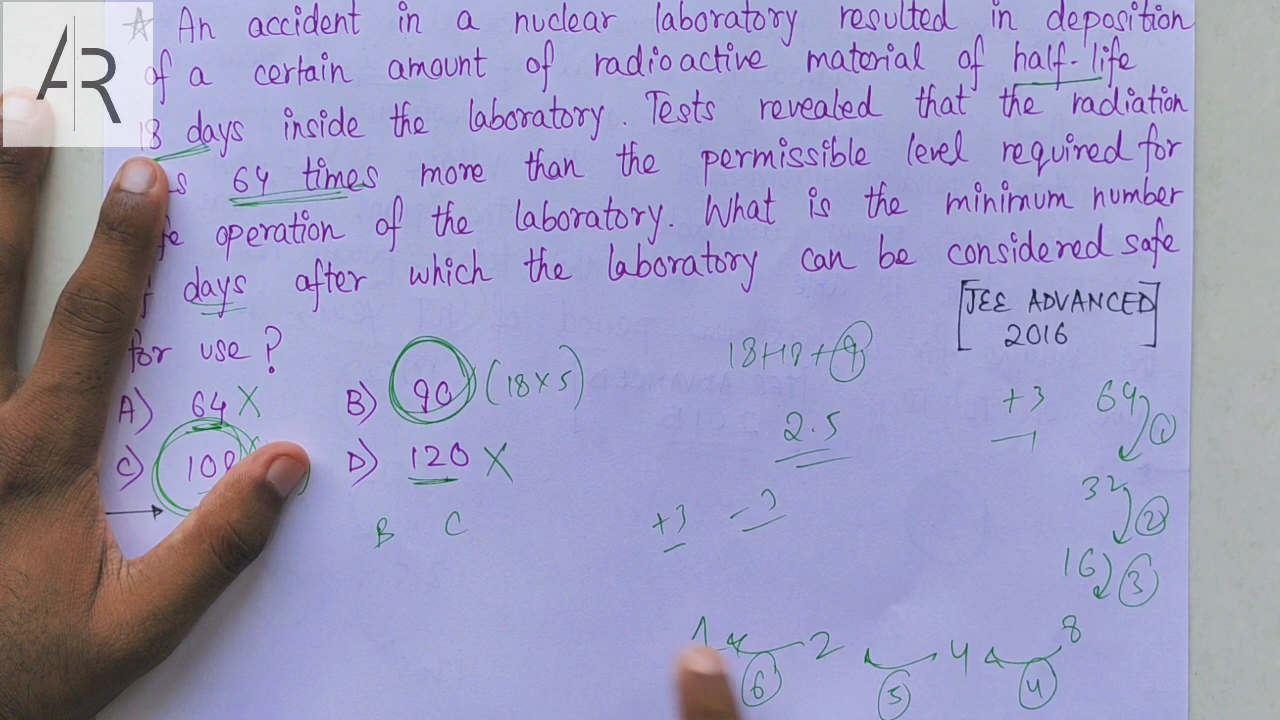 AR
An accident in a nuclear laboratory resulted in deposition
of a certain amount of radioactive material of half-life
18 days inside the laboratory. Tests revealed that the radiation
s 64 times more than the permissible level required for
fe operation of the laboratory. What is the minimum number
days after which the laboratory can be considered safe
for use?
[JEE ADVANCED
2016]
A) 64 X B) 90 (18x5)
C) 108 D) 120 X
B C
18+18+9
2.5
+3 -3
+3
64 1
32 2
16 3
1 2 4 8
6 5 4